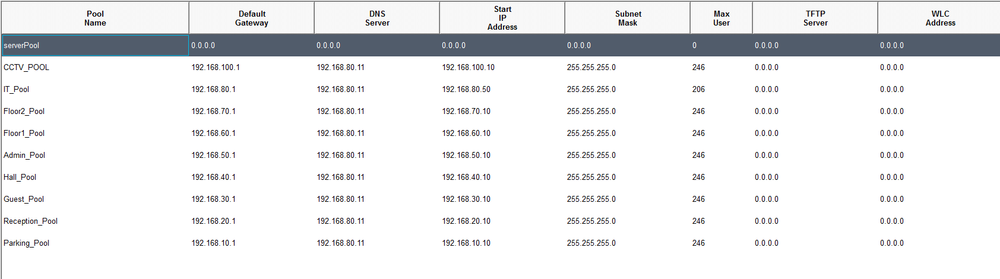 Pool Name Default Gateway DNS Server Start IP Address Subnet Mask Max User TFTP Server WLC Address
serverPool 0.0.0.0 0.0.0.0 0.0.0.0 0.0.0.0 0 0.0.0.0 0.0.0.0
CCTV_POOL 192.168.100.1 192.168.80.11 192.168.100.10 255.255.255.0 246 0.0.0.0 0.0.0.0
IT_Pool 192.168.80.1 192.168.80.11 192.168.80.50 255.255.255.0 206 0.0.0.0 0.0.0.0
Floor2_Pool 192.168.70.1 192.168.80.11 192.168.70.10 255.255.255.0 246 0.0.0.0 0.0.0.0
Floor1_Pool 192.168.60.1 192.168.80.11 192.168.60.10 255.255.255.0 246 0.0.0.0 0.0.0.0
Admin_Pool 192.168.50.1 192.168.80.11 192.168.50.10 255.255.255.0 246 0.0.0.0 0.0.0.0
Hall_Pool 192.168.40.1 192.168.80.11 192.168.40.10 255.255.255.0 246 0.0.0.0 0.0.0.0
Guest_Pool 192.168.30.1 192.168.80.11 192.168.30.10 255.255.255.0 246 0.0.0.0 0.0.0.0
Reception_Pool 192.168.20.1 192.168.80.11 192.168.20.10 255.255.255.0 246 0.0.0.0 0.0.0.0
Parking_Pool 192.168.10.1 192.168.80.11 192.168.10.10 255.255.255.0 246 0.0.0.0 0.0.0.0